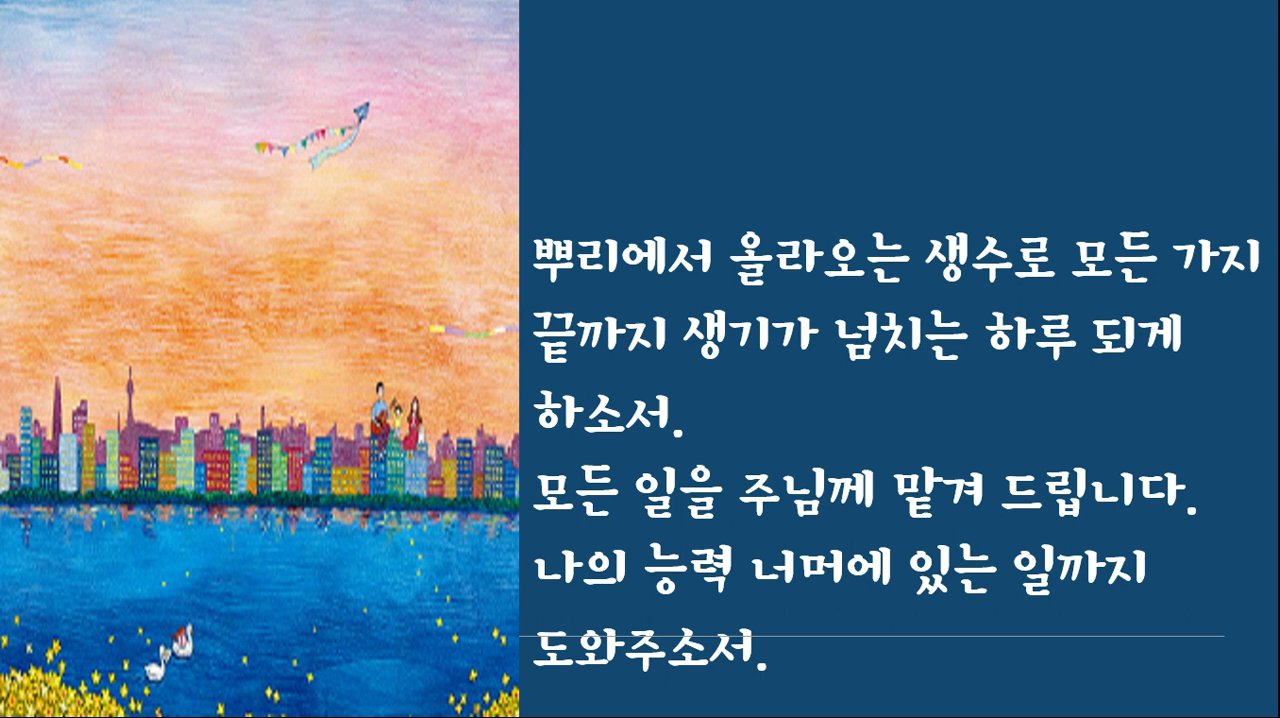 뿌리에서 올라오는 생수로 모든 가지
끝까지 생기가 넘치는 하루 되게
하소서.
모든 일을 주님께 맡겨 드립니다.
나의 능력 너머에 있는 일까지
도와주소서.